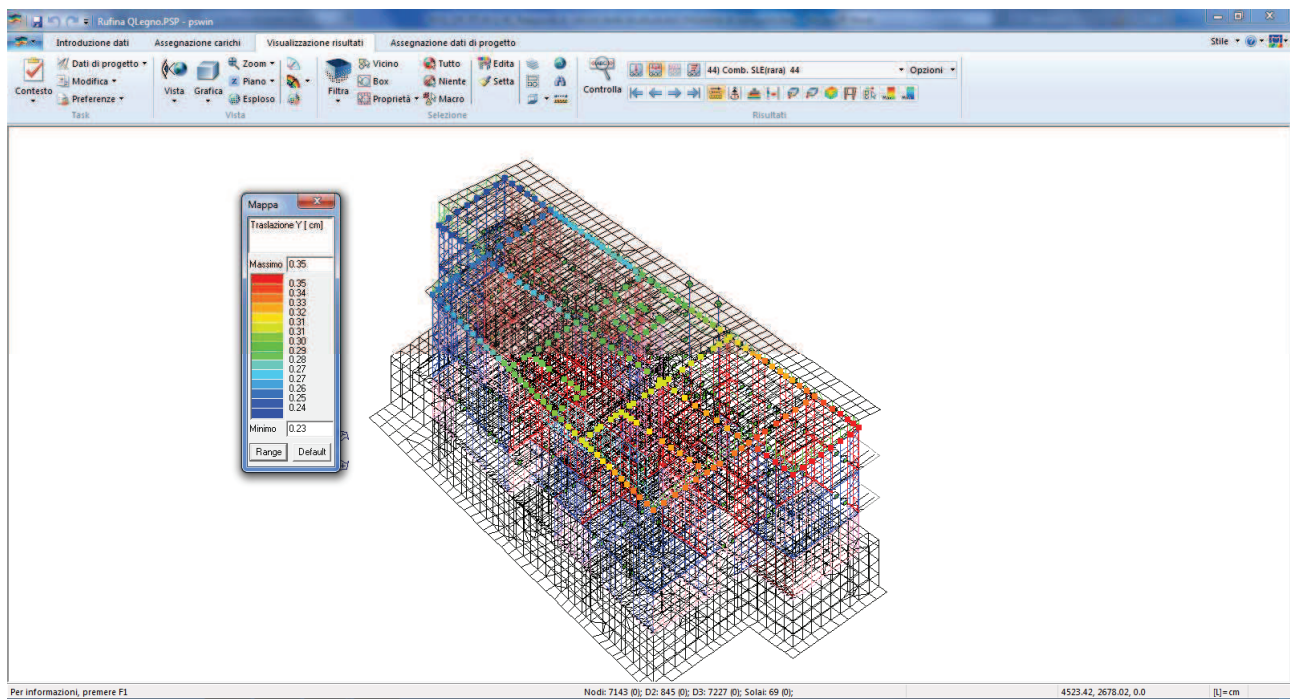 Rufina QLegno.PSP - pswin
Introduzione dati Assegnazione carichi Visualizzazione risultati Assegnazione dati di progetto Stile
Contesto
Dati di progetto
Modifica
Preferenze
Task
Vista
Grafica
Zoom
Piano
Esploso
Vista
Filtra
Vicino
Box
Proprietà
Tutto
Niente
Macro
Edita
Setta
Selezione
Controlla
44) Comb. SLE(rara) 44
Opzioni
Risultati
Mappa
Traslazione Y [ cm]
Massimo 0.35
0.35
0.34
0.33
0.32
0.31
0.31
0.30
0.29
0.28
0.27
0.27
0.26
0.25
0.24
Minimo 0.23
Range Default
Per informazioni, premere F1 Nodi: 7143 (0); D2: 845 (0); D3: 7227 (0); Solai: 69 (0); 4523.42, 2678.02, 0.0 [L]=cm